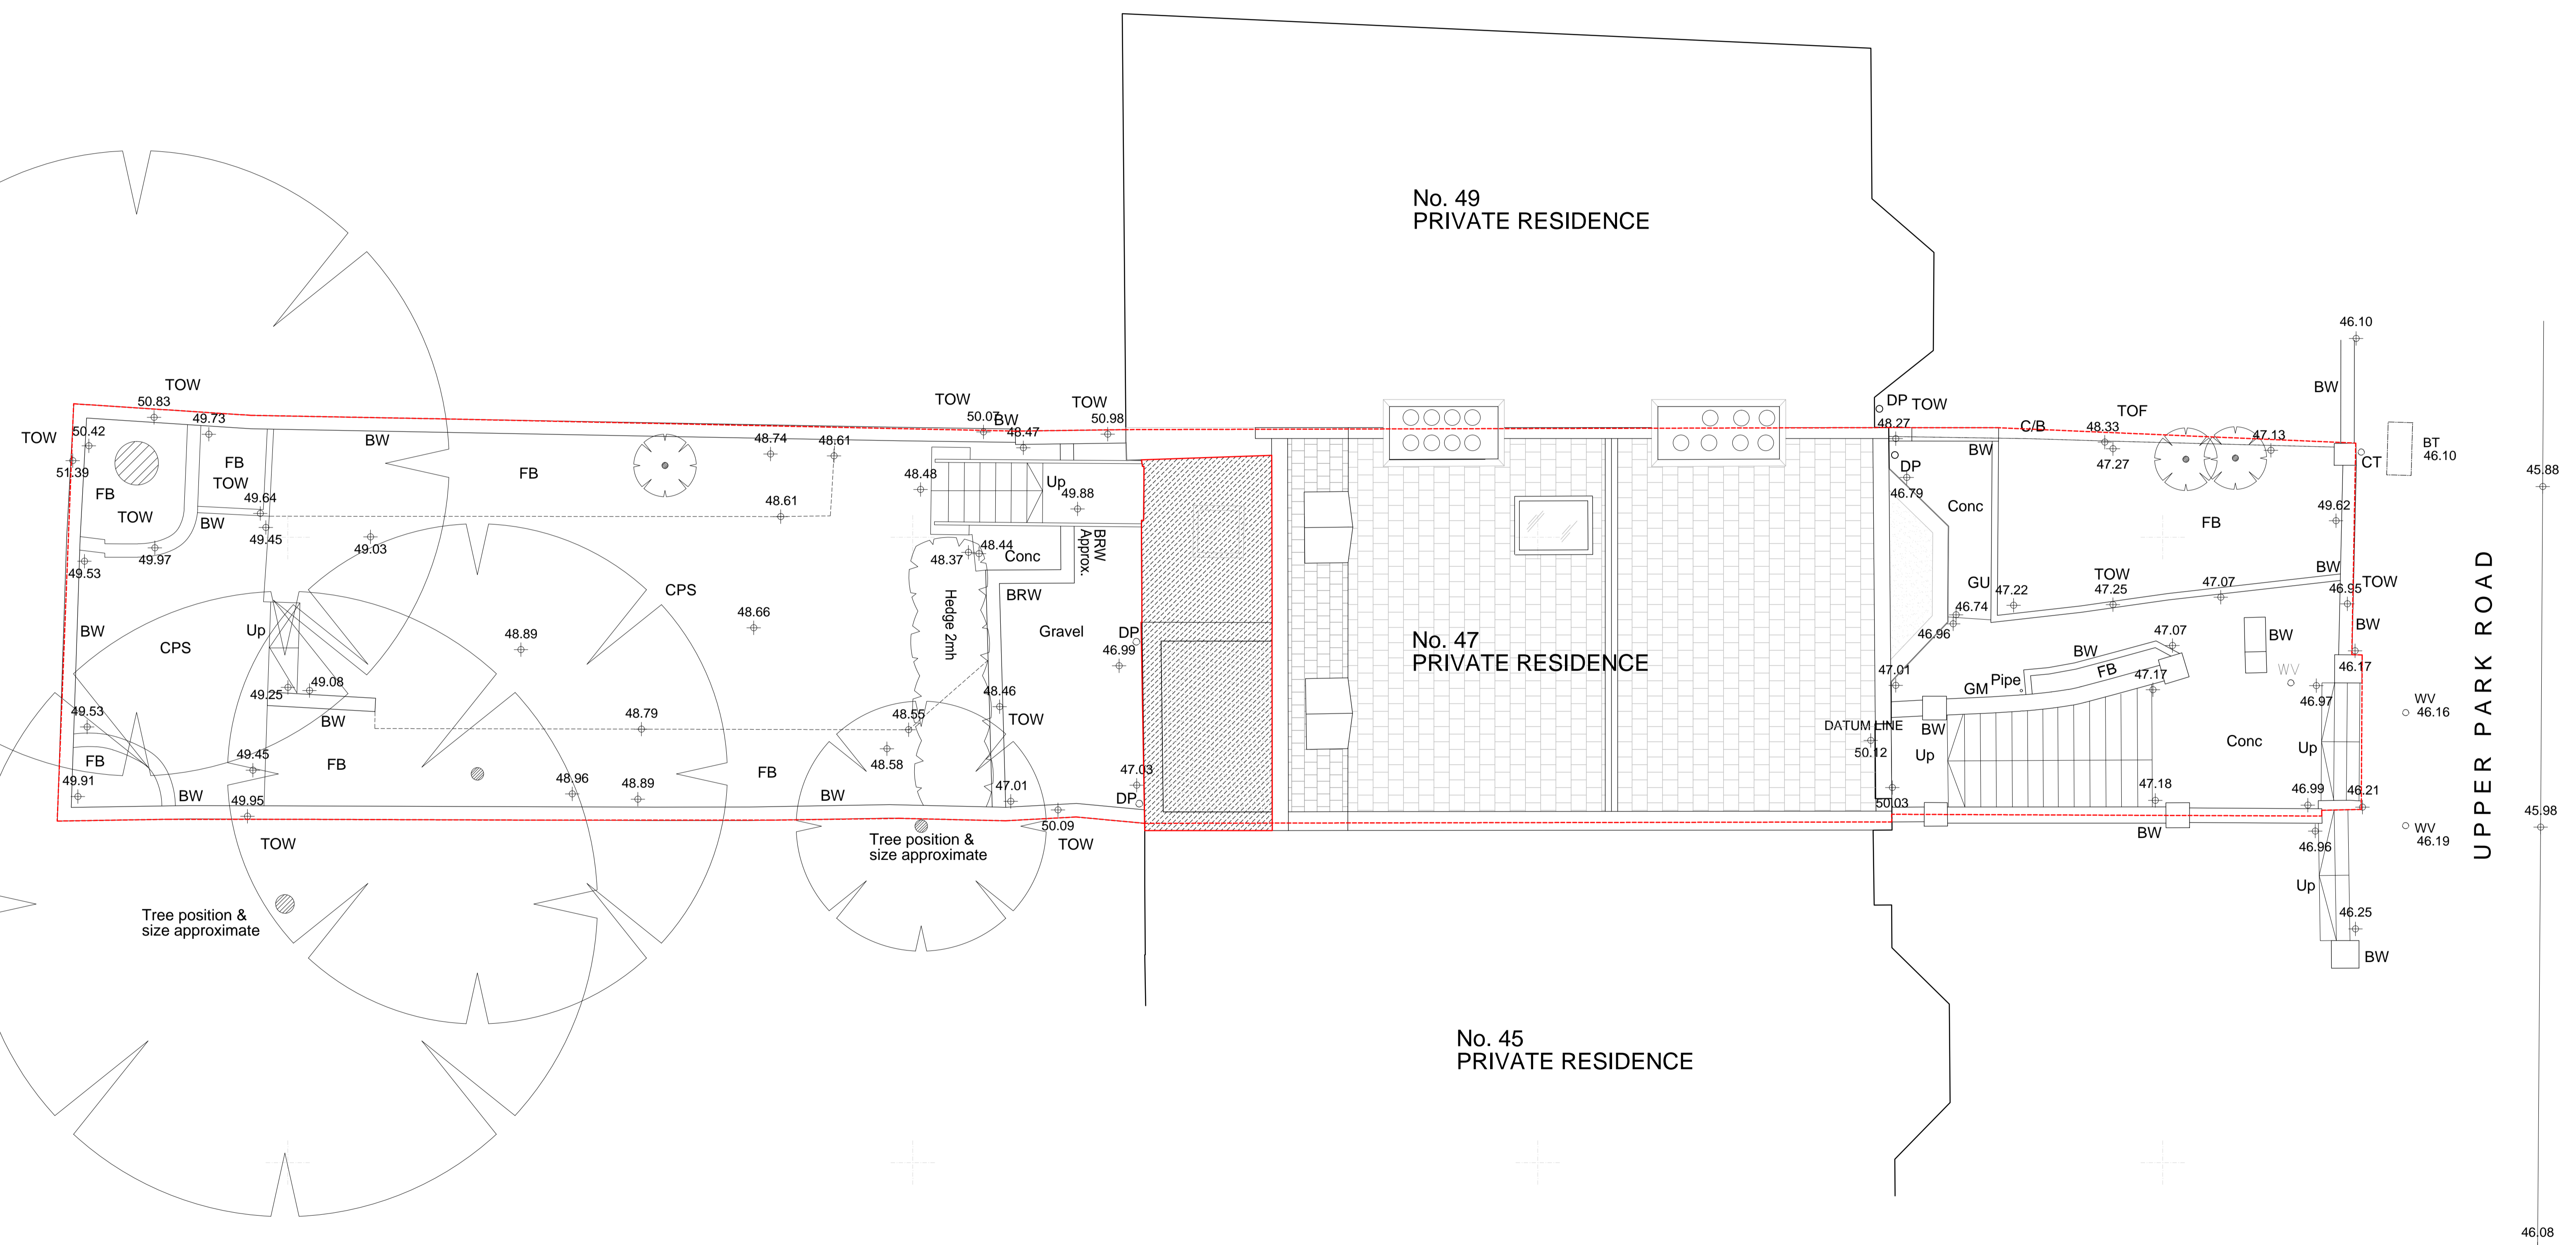 No. 49
PRIVATE RESIDENCE
46.10
BW
TOW
50.83
49.73
TOW
50.42
51.39
BW
FB
TOW
FB
TOW
49.64
BW
49.45
49.97
49.53
49.03
FB
48.74
48.61
48.61
TOW
50.07
BW
48.47
TOW
50.98
48.48
Up
49.88
48.37
48.44
Conc
BRW
Approx.
BRW
Hedge 2mh
Gravel
DP
46.99
CPS
48.66
48.89
BW
CPS
Up
49.25
49.08
BW
49.53
FB
49.91
BW
49.45
49.95
TOW
FB
48.96
48.89
48.79
FB
BW
48.55
48.58
48.46
TOW
47.01
47.03
DP
50.09
TOW
Tree position &
size approximate
Tree position &
size approximate
No. 47
PRIVATE RESIDENCE
DP
TOW
48.27
DP
46.79
BW
C/B
TOF
48.33
47.27
47.13
CT
BT
46.10
45.88
Conc
49.62
FB
GU
47.22
TOW
47.25
47.07
BW
TOW
46.95
46.74
46.96
BW
46.17
47.07
BW
FB
47.17
BW
WV
46.97
WV
46.16
47.01
GM
Pipe
DATUM LINE
50.12
BW
Up
Conc
Up
50.03
47.18
46.99
46.21
BW
46.96
WV
46.19
45.98
Up
46.25
BW
UPPER PARK ROAD
No. 45
PRIVATE RESIDENCE
46.08